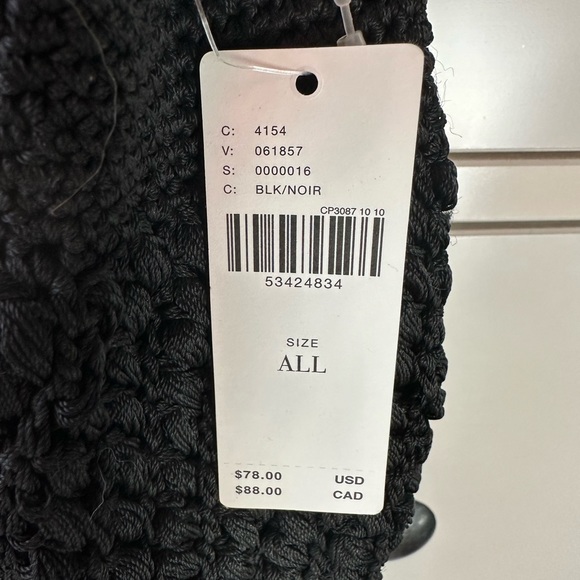 C: 4154
V: 061857
S: 0000016
C: BLK/NOIR
CP3087 10 10
53424834
SIZE
ALL
$78.00 USD
$88.00 CAD